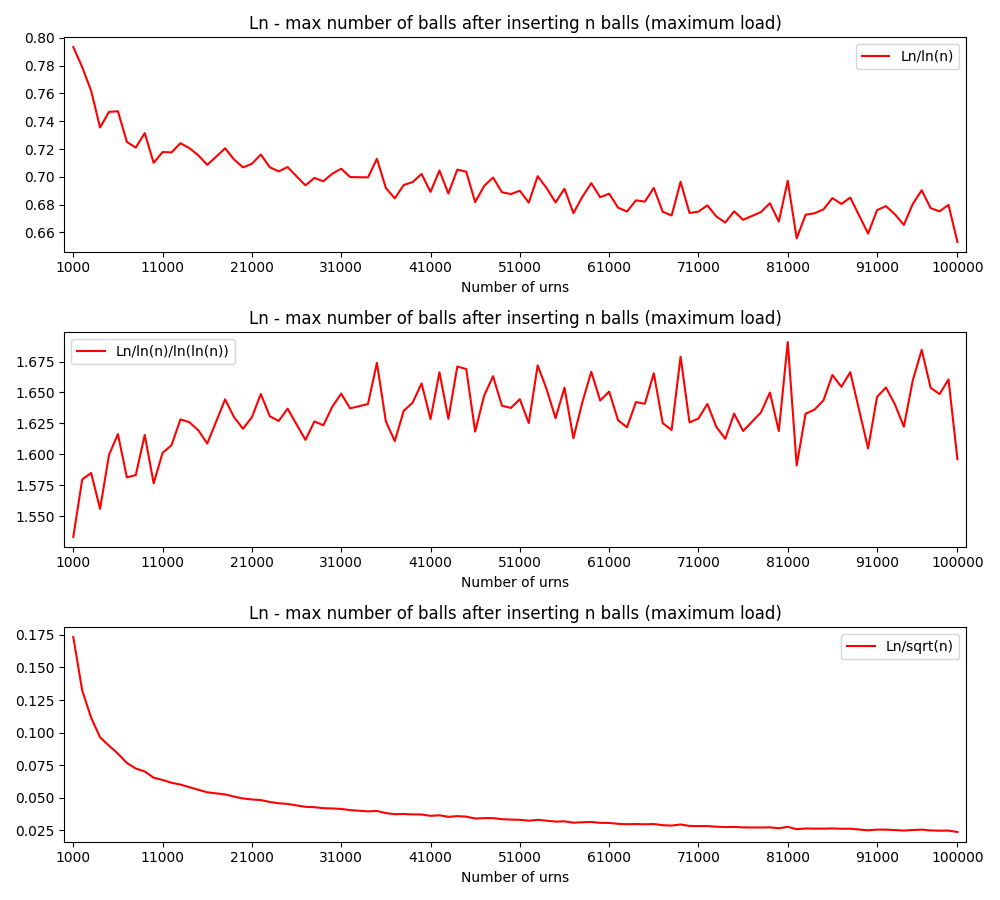 Ln - max number of balls after inserting n balls (maximum load)
0.80
0.78
0.76
0.74
0.72
0.70
0.68
0.66
Ln/ln(n)
1000 11000 21000 31000 41000 51000 61000 71000 81000 91000 100000
Number of urns
Ln - max number of balls after inserting n balls (maximum load)
1.675
1.650
1.625
1.600
1.575
1.550
Ln/ln(n)/ln(ln(n))
1000 11000 21000 31000 41000 51000 61000 71000 81000 91000 100000
Number of urns
Ln - max number of balls after inserting n balls (maximum load)
0.175
0.150
0.125
0.100
0.075
0.050
0.025
Ln/sqrt(n)
1000 11000 21000 31000 41000 51000 61000 71000 81000 91000 100000
Number of urns